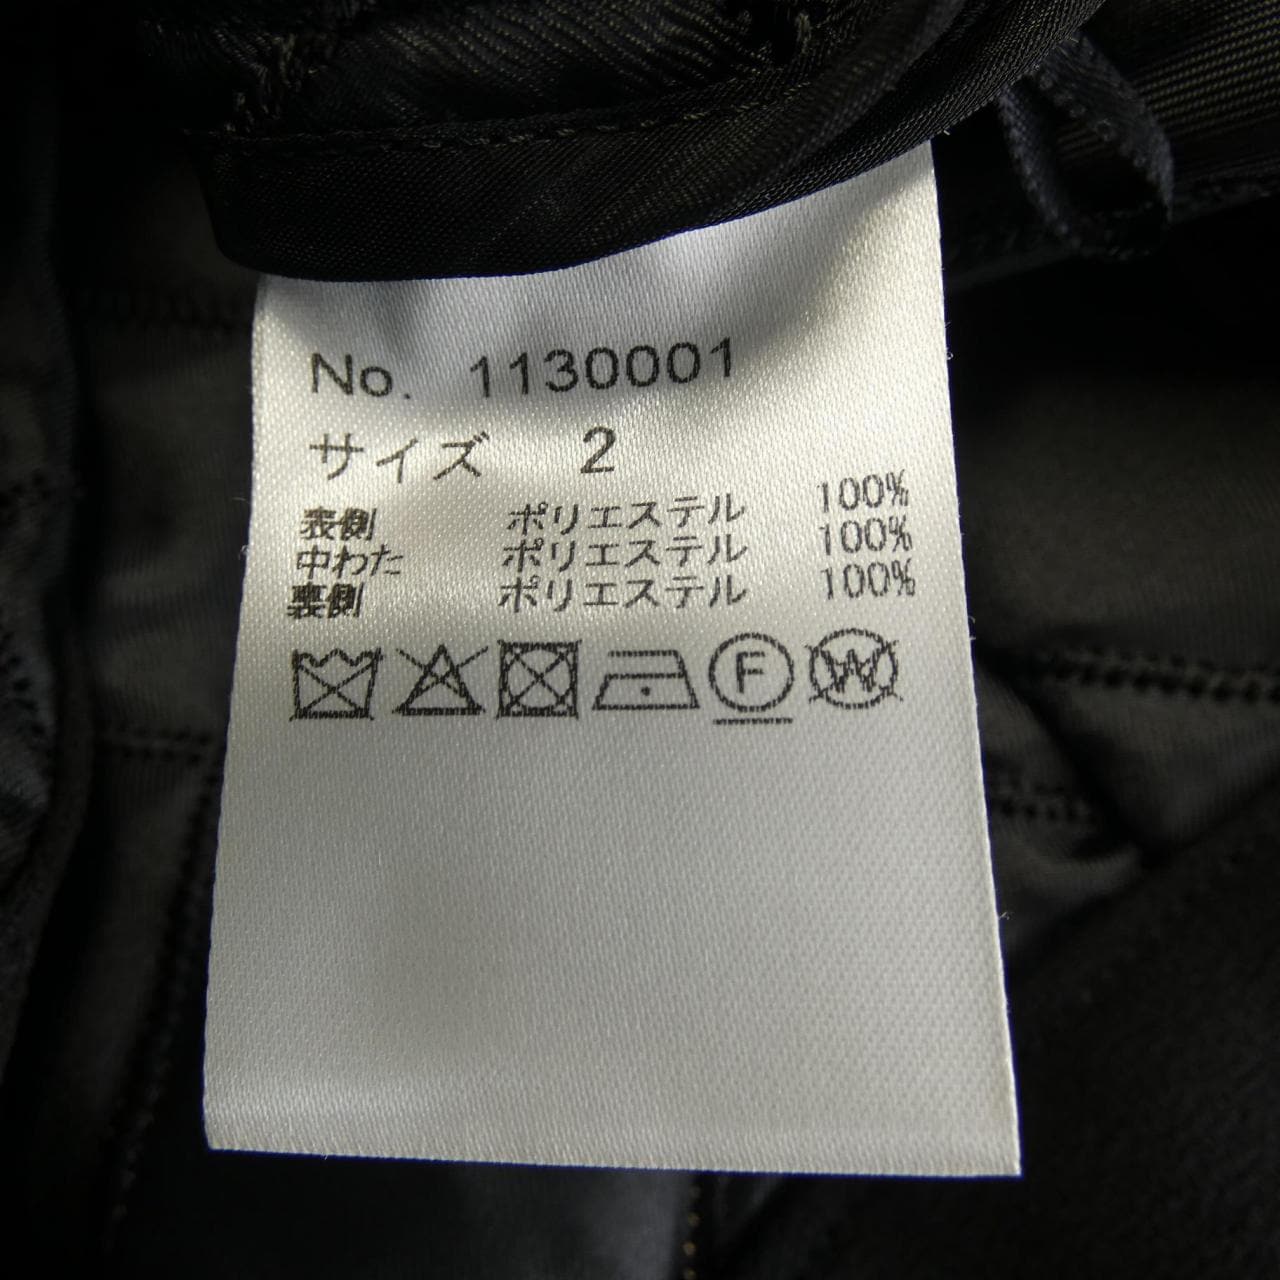 No. 1130001
サイズ 2
表側 ポリエステル 100%
中わた ポリエステル 100%
裏側 ポリエステル 100%
F W